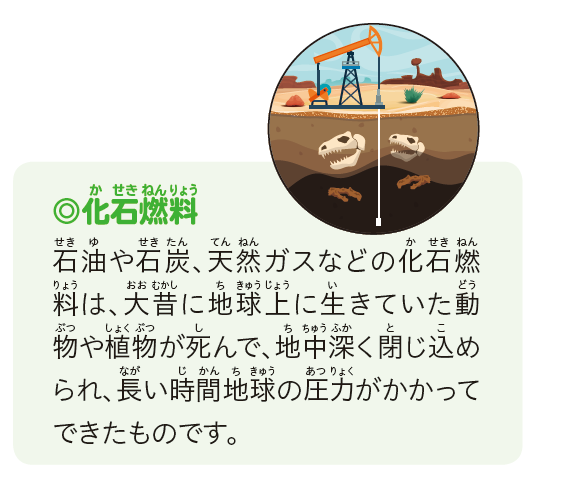 ◎化石燃料
石油や石炭、天然ガスなどの化石燃
料は、大昔に地球上に生きていた動
物や植物が死んで、地中深く閉じ込め
られ、長い時間地球の圧力がかかって
できたものです。